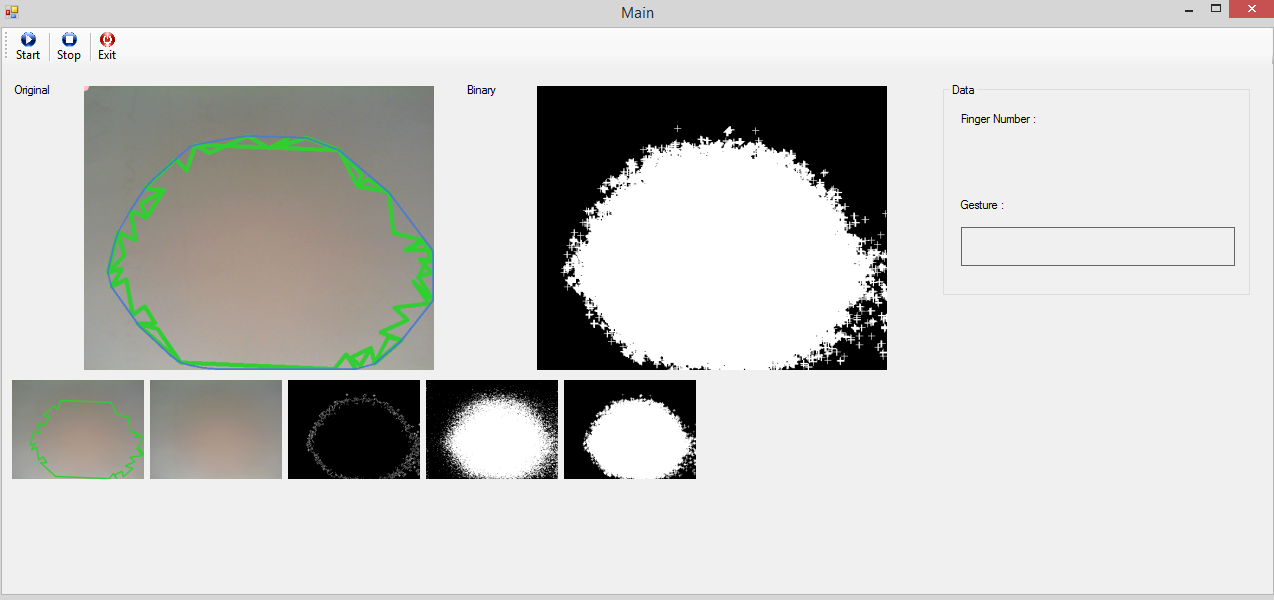 Main
Start Stop Exit
Original
Binary
Data
Finger Number :
Gesture :